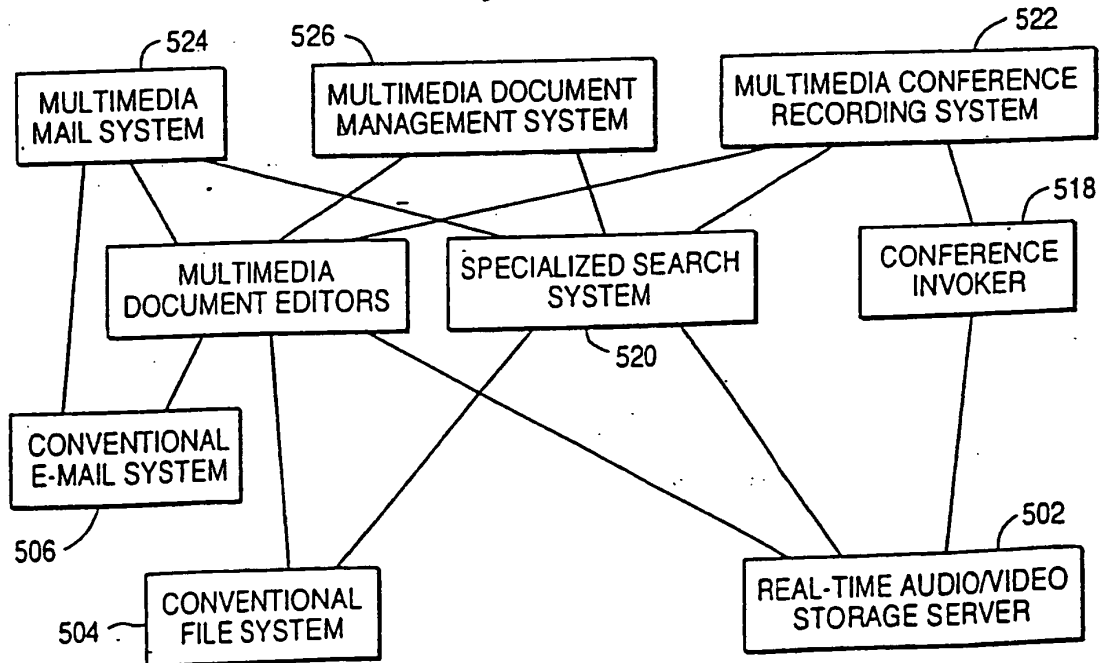 524
526
522
MULTIMEDIA
MAIL SYSTEM
MULTIMEDIA DOCUMENT
MANAGEMENT SYSTEM
MULTIMEDIA CONFERENCE
RECORDING SYSTEM
518
MULTIMEDIA
DOCUMENT EDITORS
SPECIALIZED SEARCH
SYSTEM
CONFERENCE
INVOKER
520
CONVENTIONAL
E-MAIL SYSTEM
506
502
504
CONVENTIONAL
FILE SYSTEM
REAL-TIME AUDIO/VIDEO
STORAGE SERVER